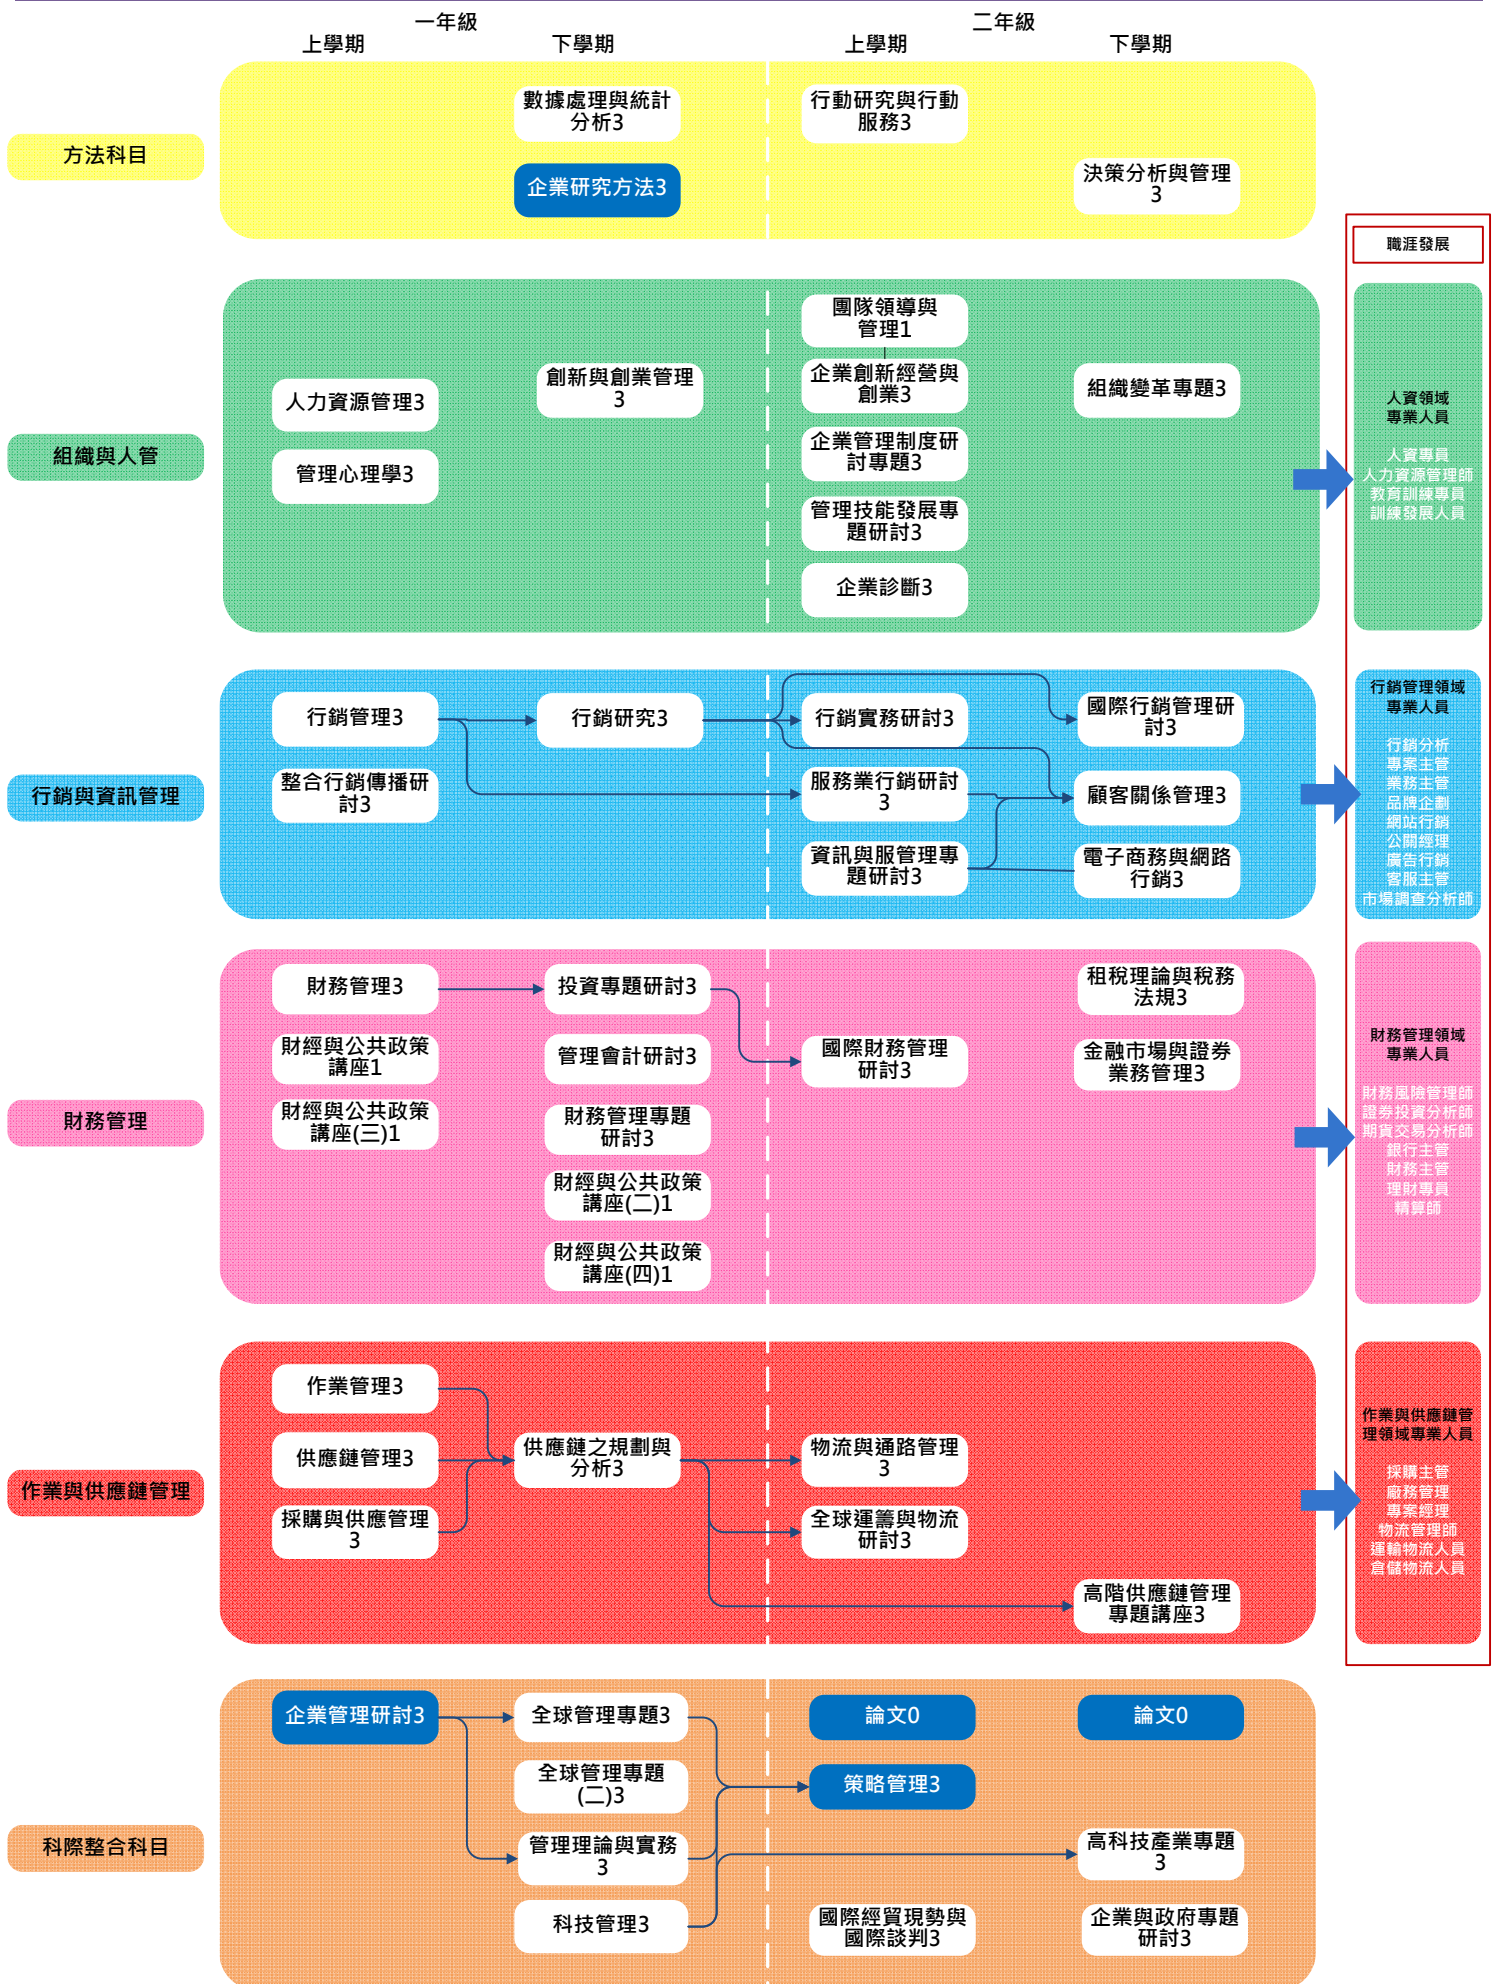 一年級
二年級
上學期
下學期
上學期
下學期
方法科目
數據處理與統計
分析3
企業研究方法3
行動研究與行動
服務3
決策分析與管理
3
職涯發展
組織與人管
人力資源管理3
管理心理學3
創新與創業管理
3
團隊領導與
管理1
企業創新經營與
創業3
企業管理制度研
討專題3
管理技能發展專
題研討3
企業診斷3
組織變革專題3
人資領域
專業人員
人資專員
人力資源管理師
教育訓練專員
訓練發展人員
行銷與資訊管理
行銷管理3
整合行銷傳播研
討3
行銷研究3
行銷實務研討3
服務業行銷研討
3
資訊與服管理專
題研討3
國際行銷管理研
討3
顧客關係管理3
電子商務與網路
行銷3
行銷管理領域
專業人員
行銷分析
專案主管
業務主管
品牌企劃
網站行銷
公關經理
廣告行銷
客服主管
市場調查分析師
財務管理
財務管理3
財經與公共政策
講座1
財經與公共政策
講座(三)1
投資專題研討3
管理會計研討3
財務管理專題
研討3
財經與公共政策
講座(二)1
財經與公共政策
講座(四)1
國際財務管理
研討3
租稅理論與稅務
法規3
金融市場與證券
業務管理3
財務管理領域
專業人員
財務風險管理師
證券投資分析師
期貨交易分析師
銀行主管
財務主管
理財專員
精算師
作業與供應鏈管理
作業管理3
供應鏈管理3
採購與供應管理
3
供應鏈之規劃與
分析3
物流與通路管理
3
全球運籌與物流
研討3
高階供應鏈管理
專題講座3
作業與供應鏈管
理領域專業人員
採購主管
廠務管理
專案經理
物流管理師
運輸物流人員
倉儲物流人員
科際整合科目
企業管理研討3
全球管理專題3
全球管理專題
(二)3
管理理論與實務
3
科技管理3
論文0
策略管理3
國際經貿現勢與
國際談判3
論文0
高科技產業專題
3
企業與政府專題
研討3